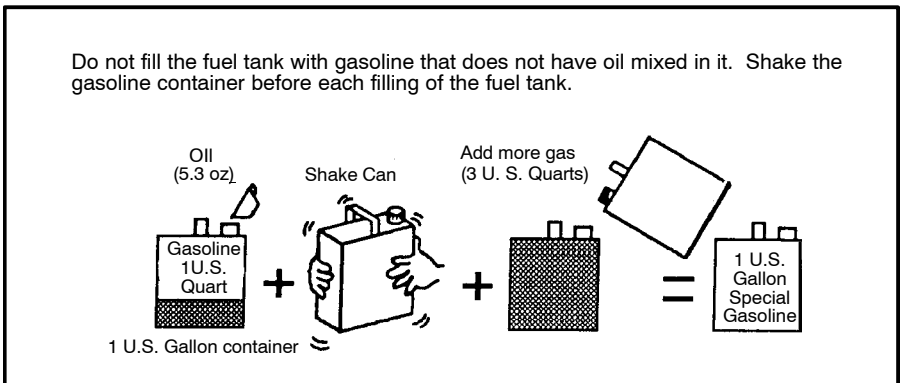 Do not fill the fuel tank with gasoline that does not have oil mixed in it. Shake the
gasoline container before each filling of the fuel tank.
OIl
(5.3 oz)
Shake Can
Add more gas
(3 U. S. Quarts)
Gasoline
1U.S.
Quart
+
+
=
1 U.S.
Gallon
Special
Gasoline
1 U.S. Gallon container